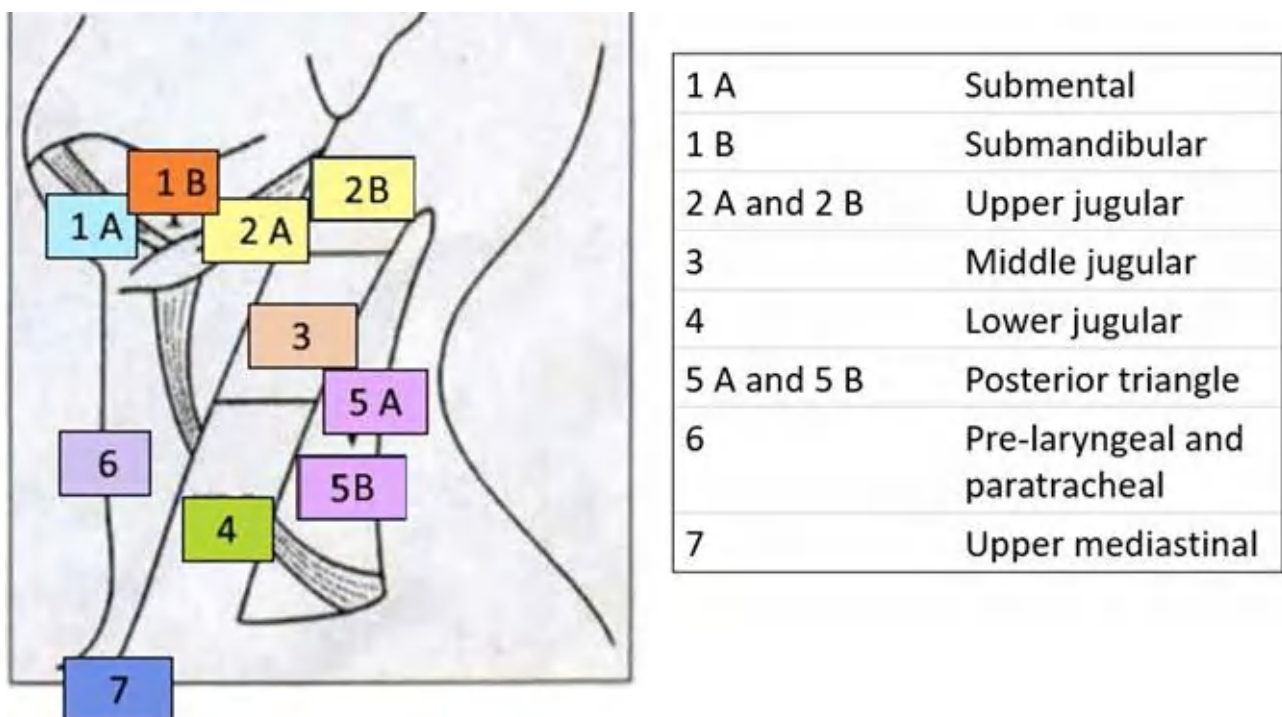 1 B
2B
1 A
2 A
3
5 A
6
5B
4
7
1 A Submental
1 B Submandibular
2 A and 2 B Upper jugular
3 Middle jugular
4 Lower jugular
5 A and 5 B Posterior triangle
6 Pre-laryngeal and
paratracheal
7 Upper mediastinal